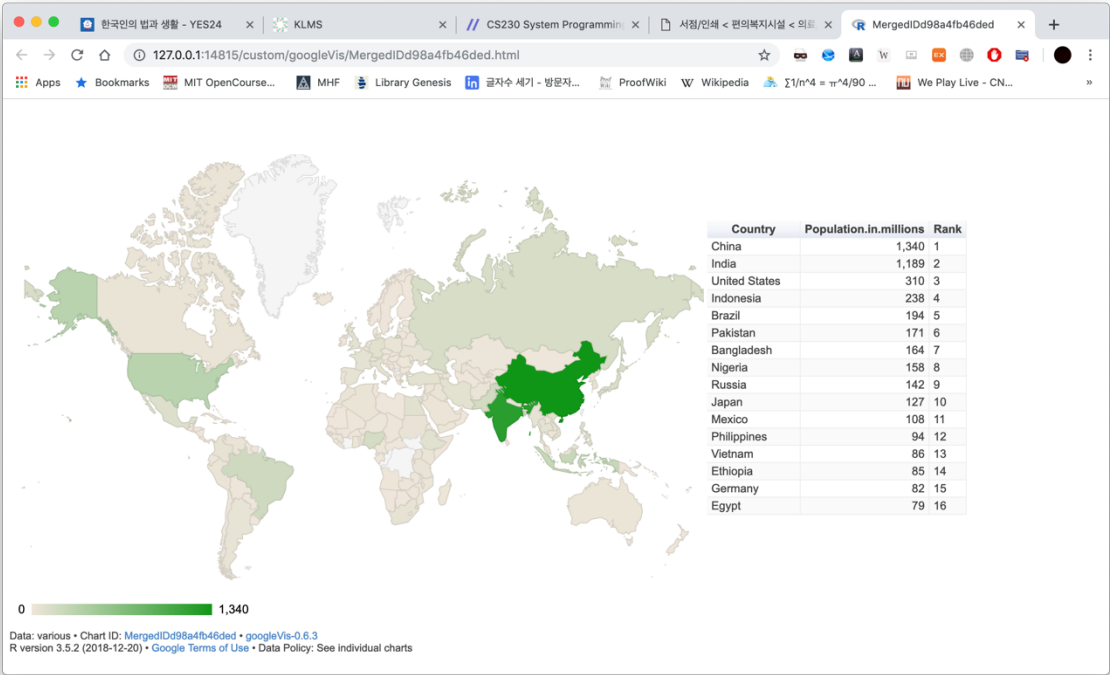 한국인의 법과 생활 - YES24
KLMS
CS230 System Programming
서점/인쇄 < 편의복지시설 < 의료
MergedIDd98a4fb46ded
127.0.0.1:14815/custom/googleVis/MergedIDd98a4fb46ded.html
Apps
Bookmarks
MIT OpenCourse...
MHF
Library Genesis
글자수 세기 - 방문자...
ProofWiki
Wikipedia
∑1/n^4 = π^4/90 ...
We Play Live - CN...
»
Country Population.in.millions Rank
China 1,340 1
India 1,189 2
United States 310 3
Indonesia 238 4
Brazil 194 5
Pakistan 171 6
Bangladesh 164 7
Nigeria 158 8
Russia 142 9
Japan 127 10
Mexico 108 11
Philippines 94 12
Vietnam 86 13
Ethiopia 85 14
Germany 82 15
Egypt 79 16
0 1,340
Data: various • Chart ID: MergedIDd98a4fb46ded • googleVis-0.6.3
R version 3.5.2 (2018-12-20) • Google Terms of Use • Data Policy: See individual charts